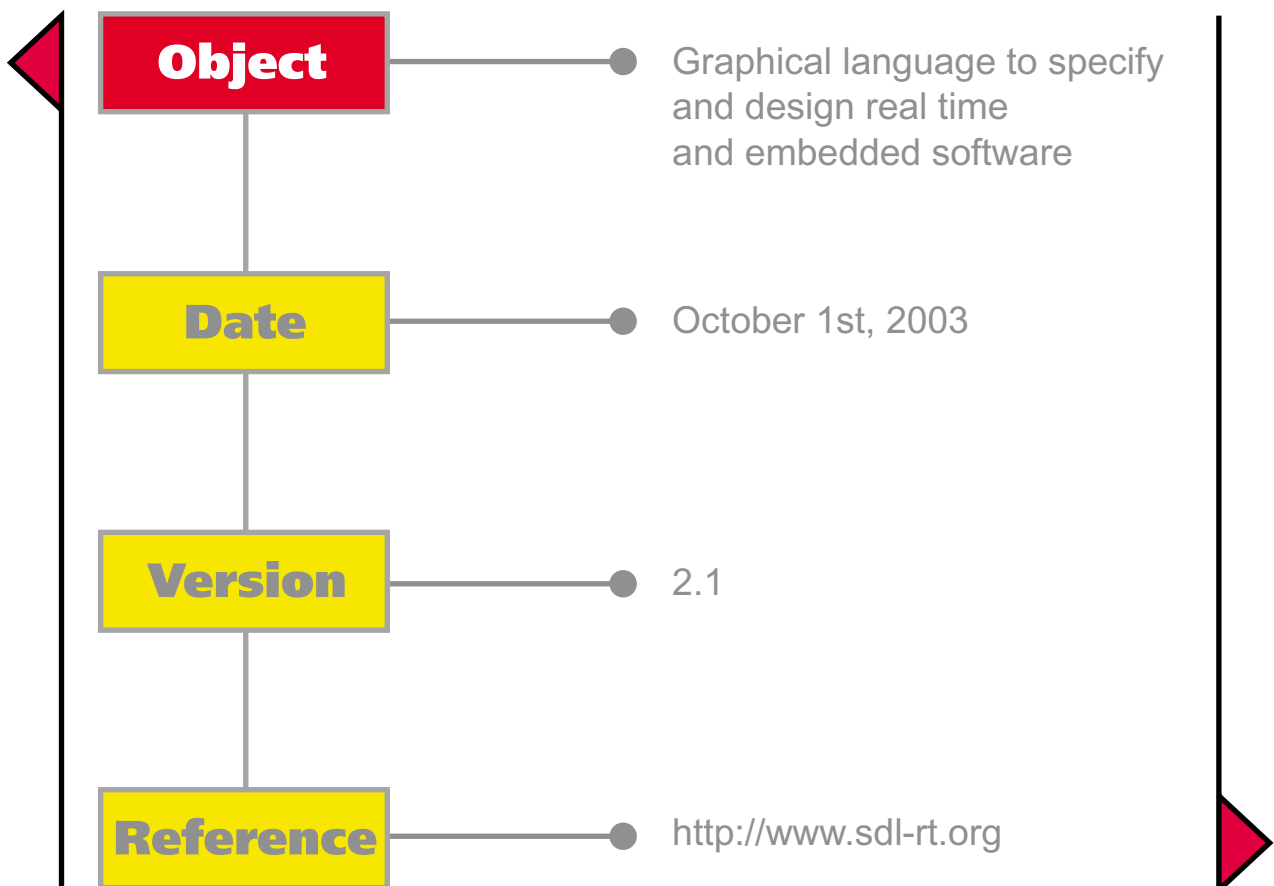 Object
Graphical language to specify
and design real time
and embedded software
Date
October 1st, 2003
Version
2.1
Reference
http://www.sdl-rt.org